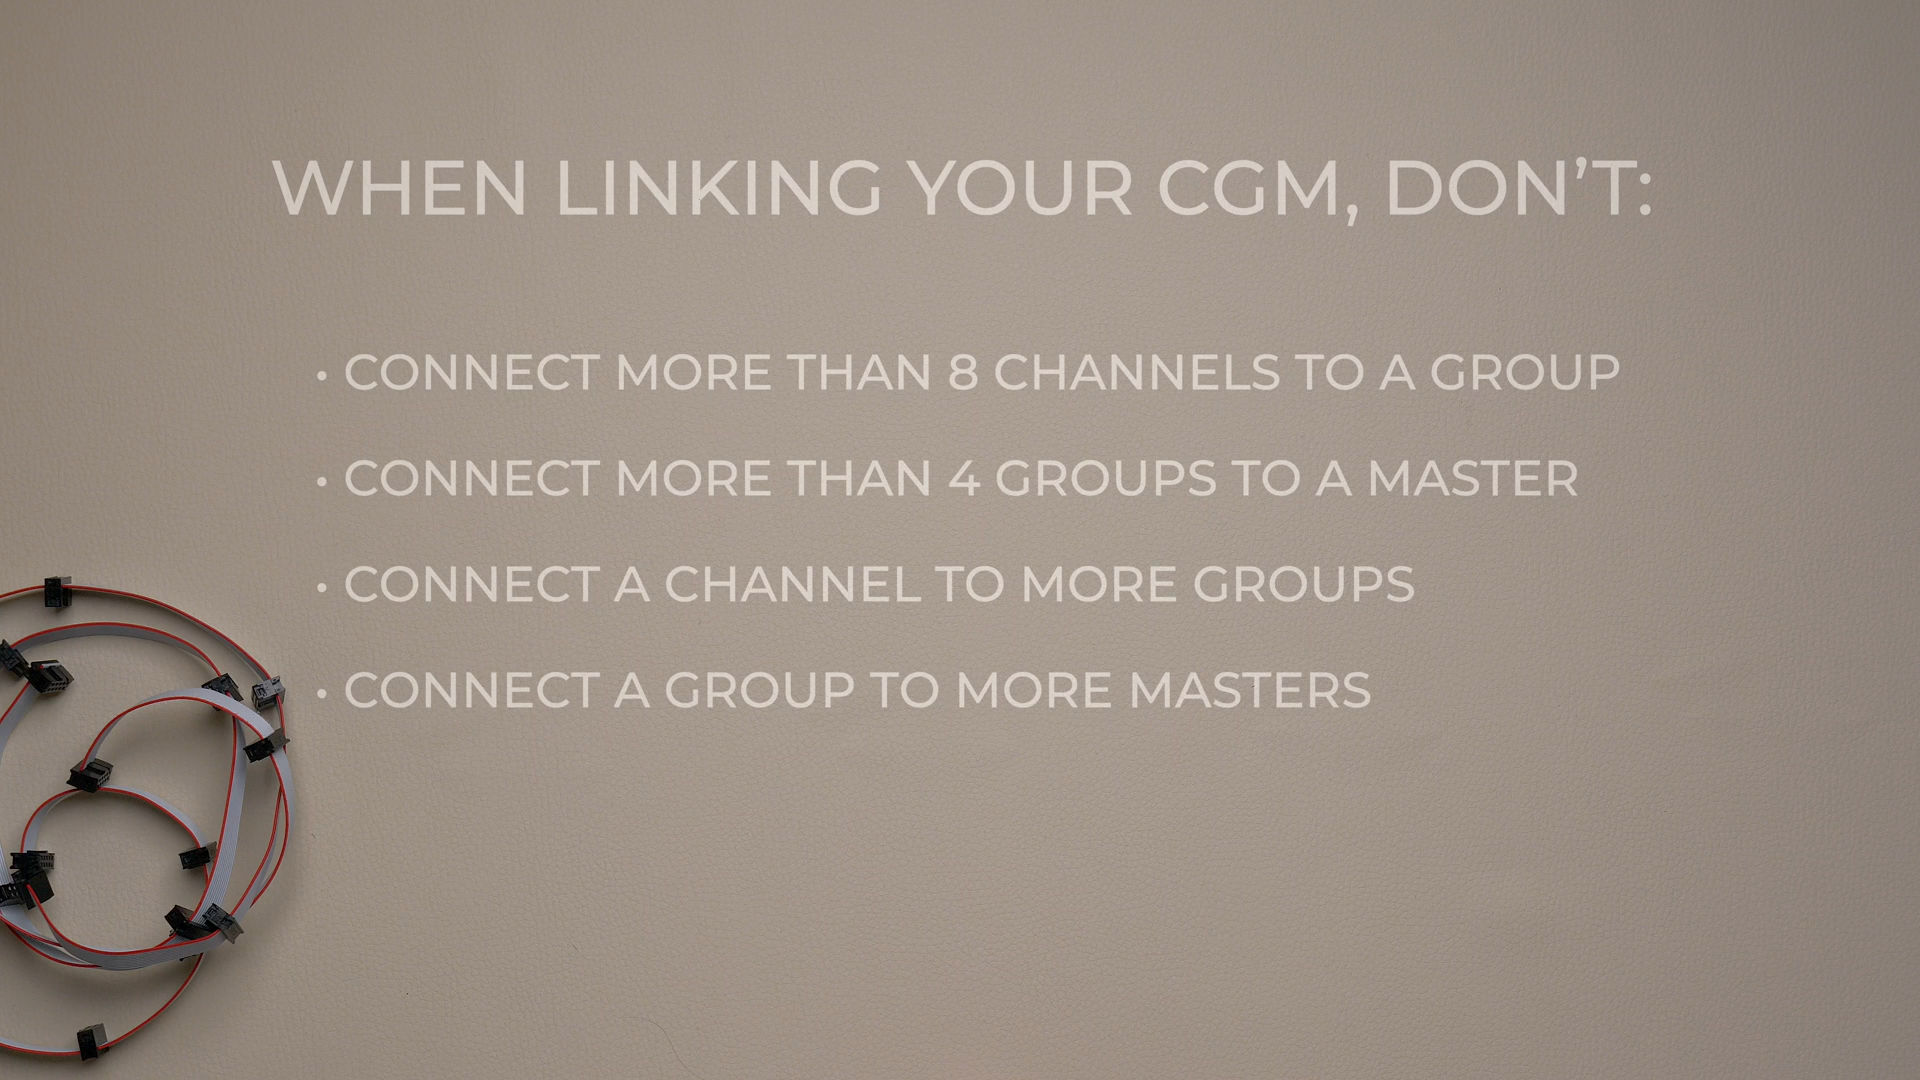 WHEN LINKING YOUR CGM, DON’T:
• CONNECT MORE THAN 8 CHANNELS TO A GROUP
• CONNECT MORE THAN 4 GROUPS TO A MASTER
• CONNECT A CHANNEL TO MORE GROUPS
• CONNECT A GROUP TO MORE MASTERS